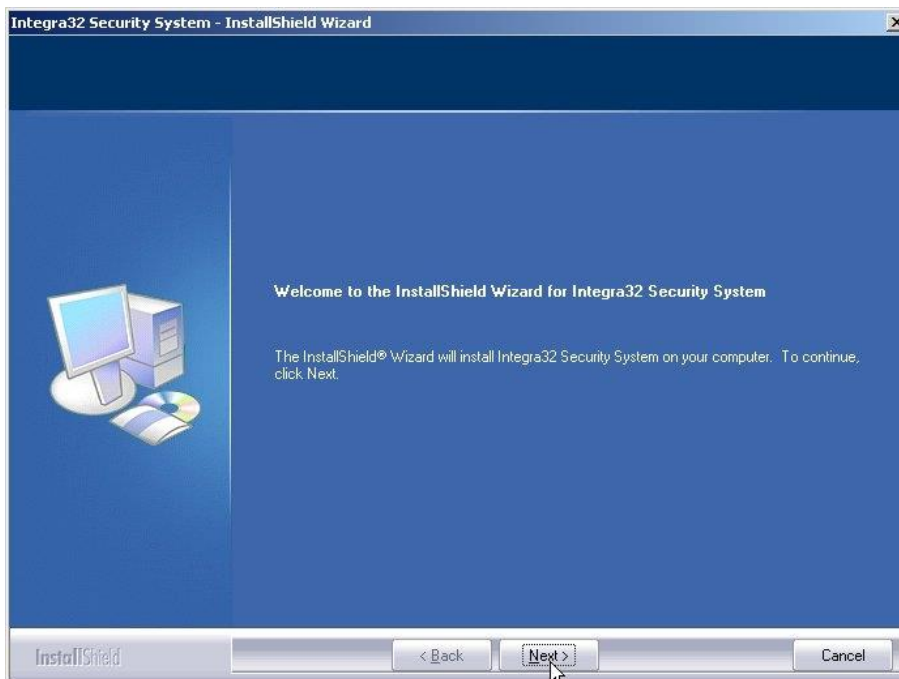 Integra32 Security System - InstallShield Wizard
Welcome to the InstallShield Wizard for Integra32 Security System
The InstallShield® Wizard will install Integra32 Security System on your computer. To continue,
click Next.
InstallShield
< Back
Next >
Cancel